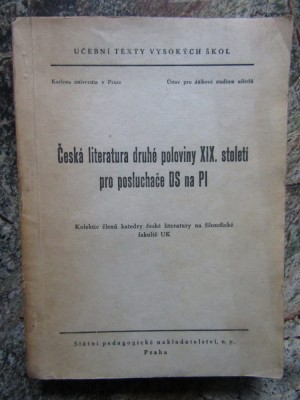 UČEBNÍ TEXTY VYSOKÝCH ŠKOL
Karlova universita v Praze
Ústav pro dálkové studium učitelů
Česká literatura druhé poloviny XIX. století
pro posluchače DS na PI
Kolektiv členů katedry české literatury na filosofické
fakultě UK
Státní pedagogické nakladatelství, n. p.
Praha